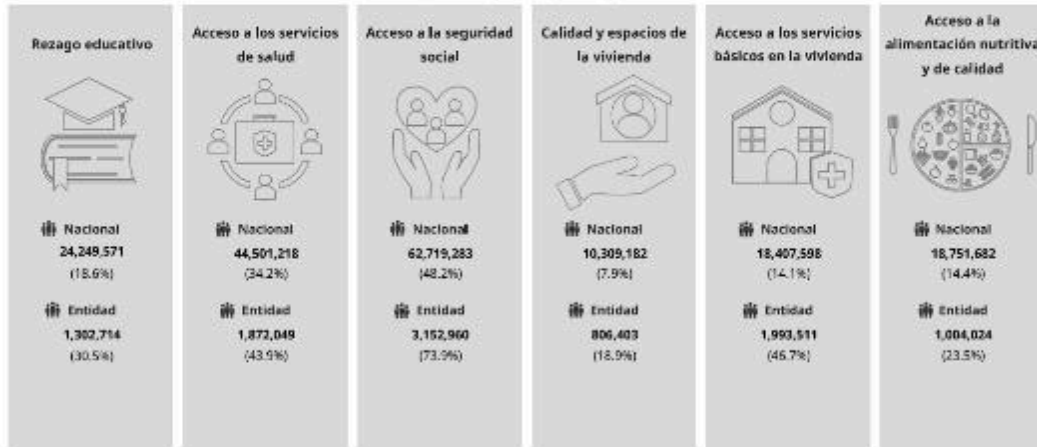 Rezago educativo
Nacional
24,249,571
(18.6%)
Entidad
1,302,714
(30.5%)
Acceso a los servicios
de salud
Nacional
44,501,218
(34.2%)
Entidad
1,872,049
(43.9%)
Acceso a la seguridad
social
Nacional
62,719,283
(48.2%)
Entidad
3,152,960
(73.9%)
Calidad y espacios de
la vivienda
Nacional
10,309,182
(7.9%)
Entidad
806,403
(18.9%)
Acceso a los servicios
básicos en la vivienda
Nacional
18,407,598
(14.1%)
Entidad
1,993,511
(46.7%)
Acceso a la
alimentación nutritiva
y de calidad
Nacional
18,751,682
(14.4%)
Entidad
1,004,024
(23.5%)